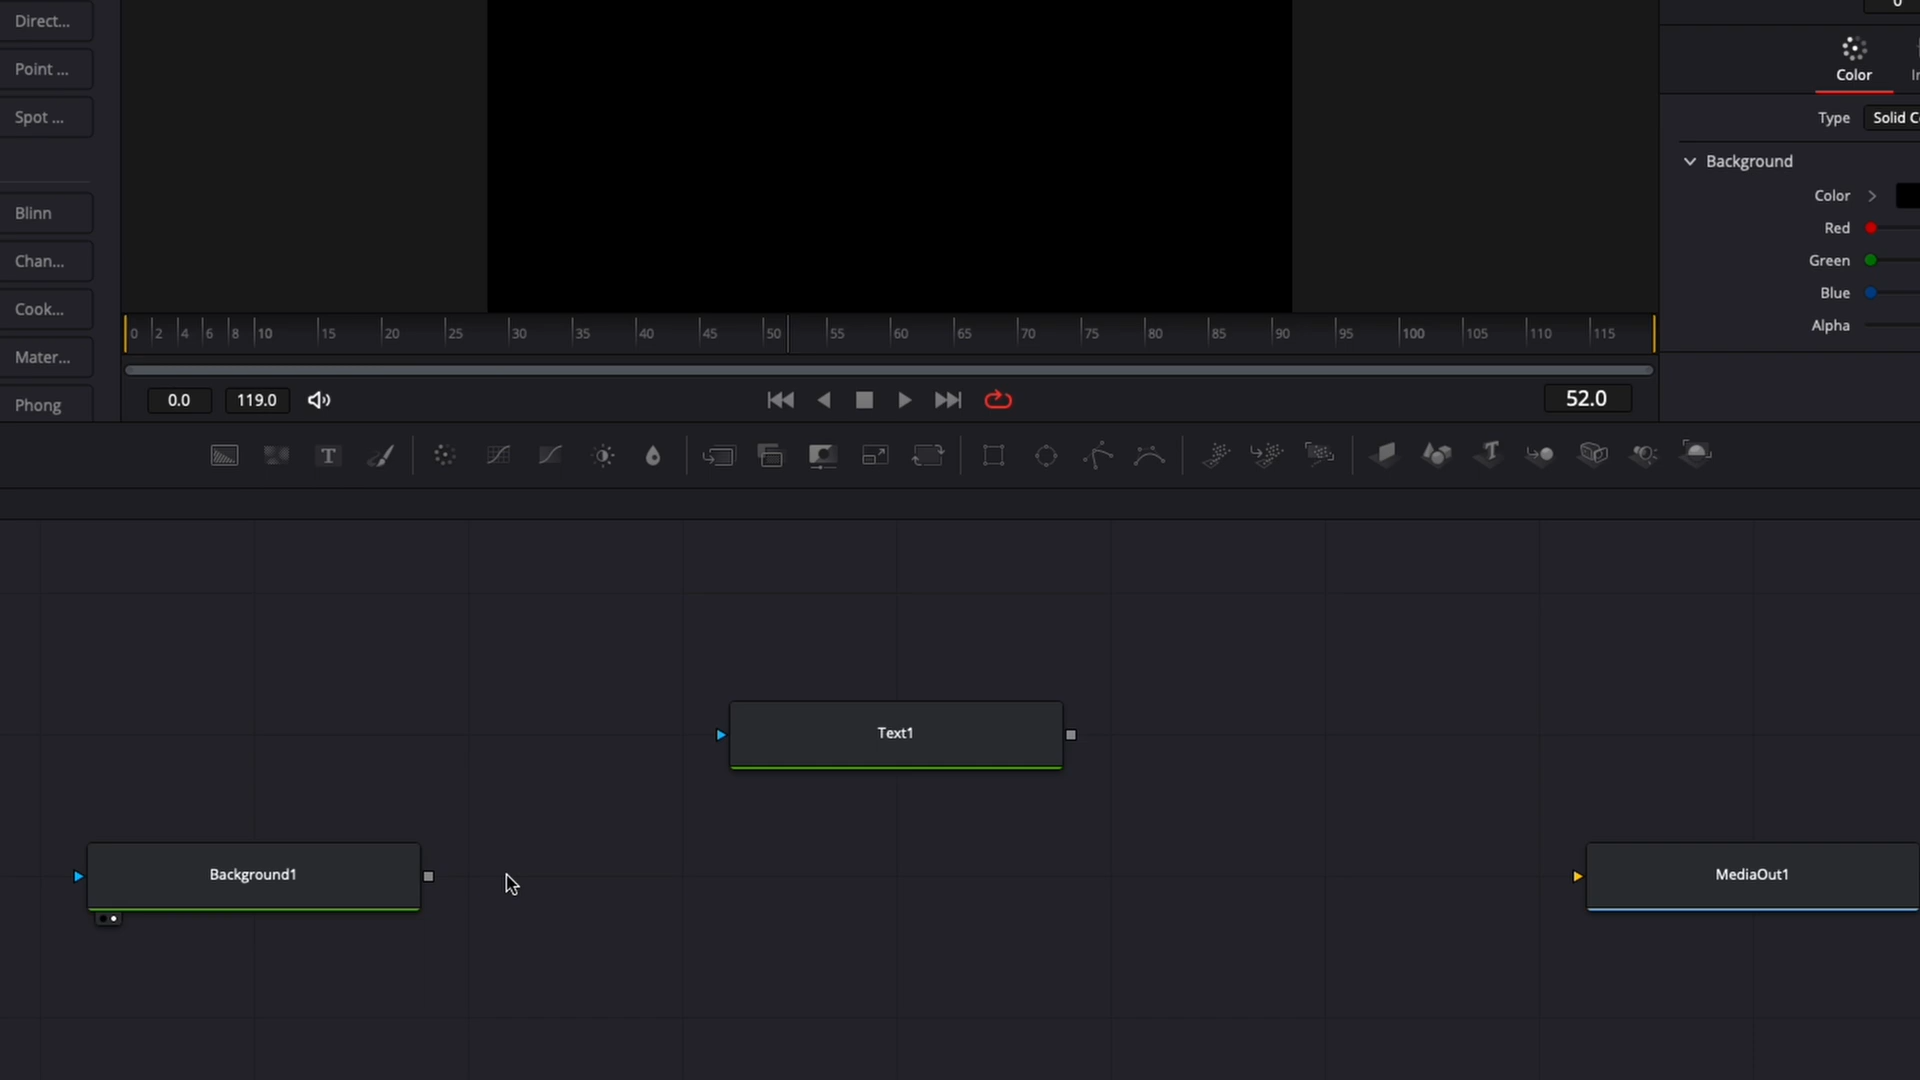 Direct...
Point ...
Spot ...
Blinn
Chan...
Cook...
Mater...
Phong
0 2 4 6 8 10 15 20 25 30 35 40 45 50 55 60 65 70 75 80 85 90 95 100 105 110 115
0.0 119.0 52.0
0
Color In
Type Solid C
Background
Color
Red
Green
Blue
Alpha
T
T
Text1
Background1
MediaOut1